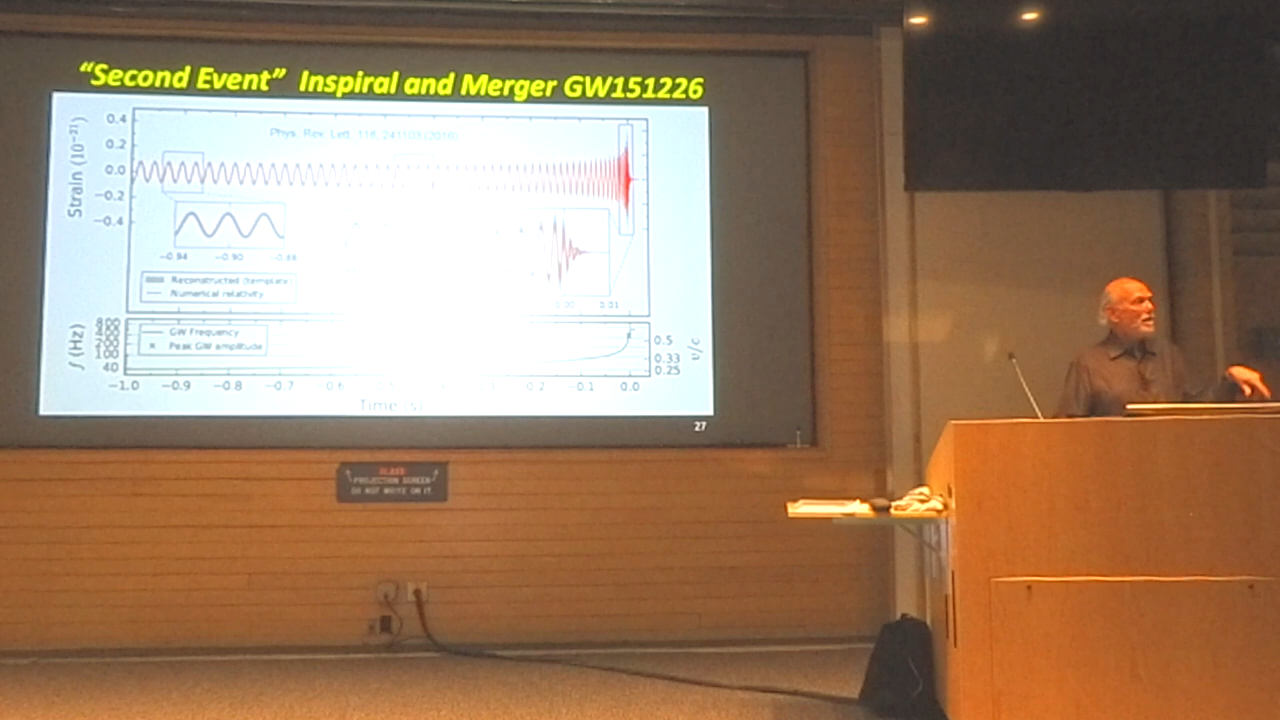 “Second Event” Inspiral and Merger GW151226
Phys. Rev. Lett. 116, 241103 (2016)
Strain (10⁻²¹)
0.4
0.2
0.0
−0.2
−0.4
−0.94 −0.90 −0.88
0.00 0.01
Reconstructed (template)
Numerical relativity
f (Hz)
800
200
100
40
GW Frequency
Peak GW amplitude
0.5
0.33
0.25
v/c
−1.0 −0.9 −0.8 −0.7 0.2 −0.1 0.0
Time (s)
27
GLASS
PROJECTION SCREEN
DO NOT WRITE ON IT